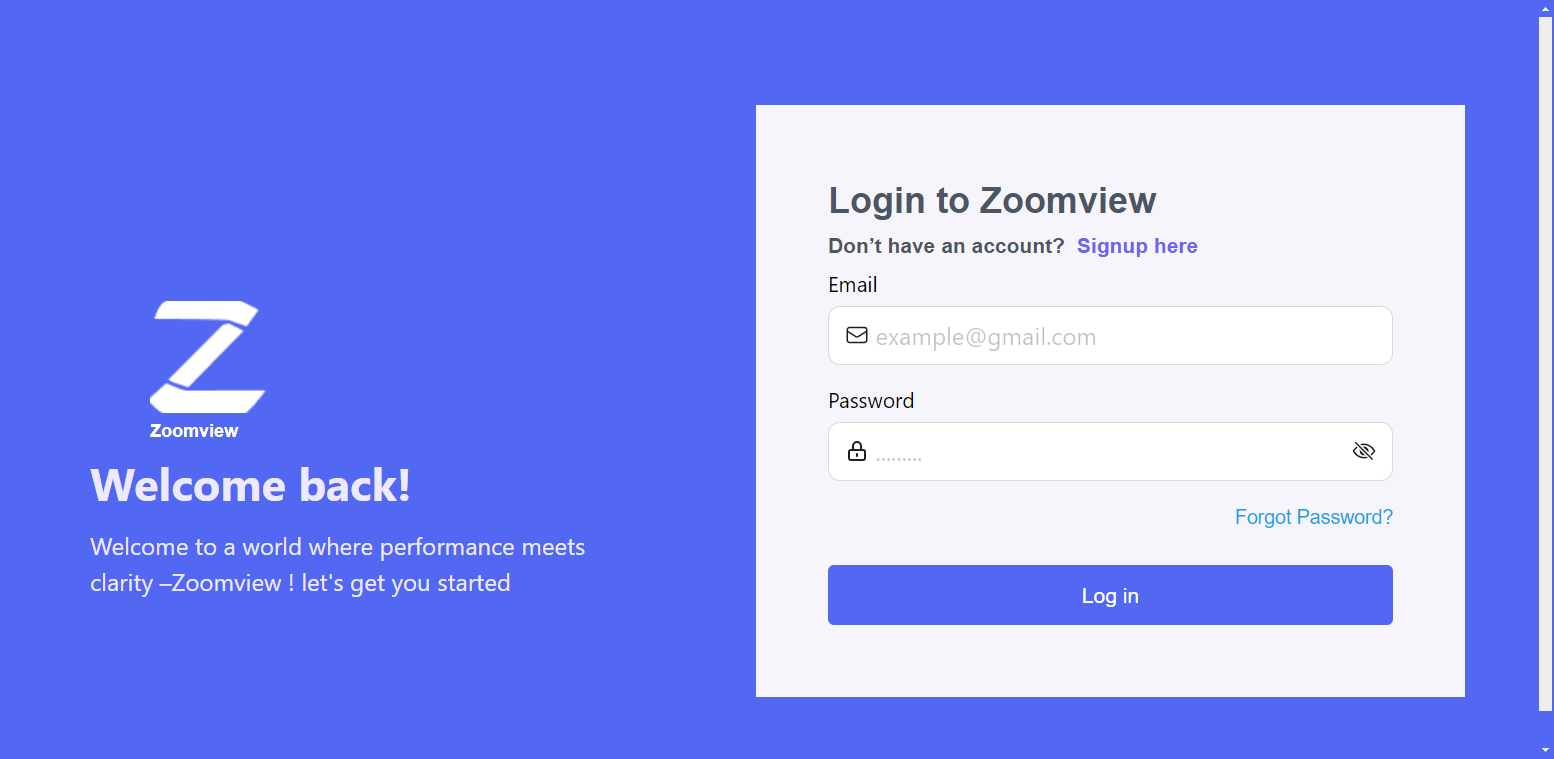 Zoomview
Welcome back!
Welcome to a world where performance meets
clarity –Zoomview ! let's get you started
Login to Zoomview
Don’t have an account? Signup here
Email
example@gmail.com
Password
.........
Forgot Password?
Log in